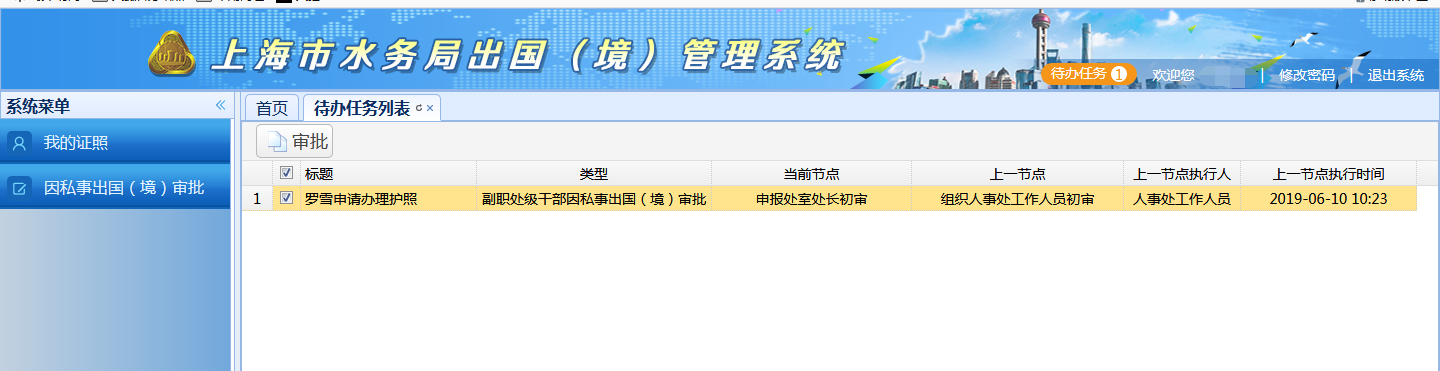 上海市水务局出国（境）管理系统
待办任务 1 欢迎您 | 修改密码 | 退出系统
系统菜单
首页 待办任务列表
我的证照
审批
因私事出国（境）审批
标题 类型 当前节点 上一节点 上一节点执行人 上一节点执行时间
1 罗雪申请办理护照 副职处级干部因私事出国（境）审批 申报处室处长初审 组织人事处工作人员初审 人事处工作人员 2019-06-10 10:23